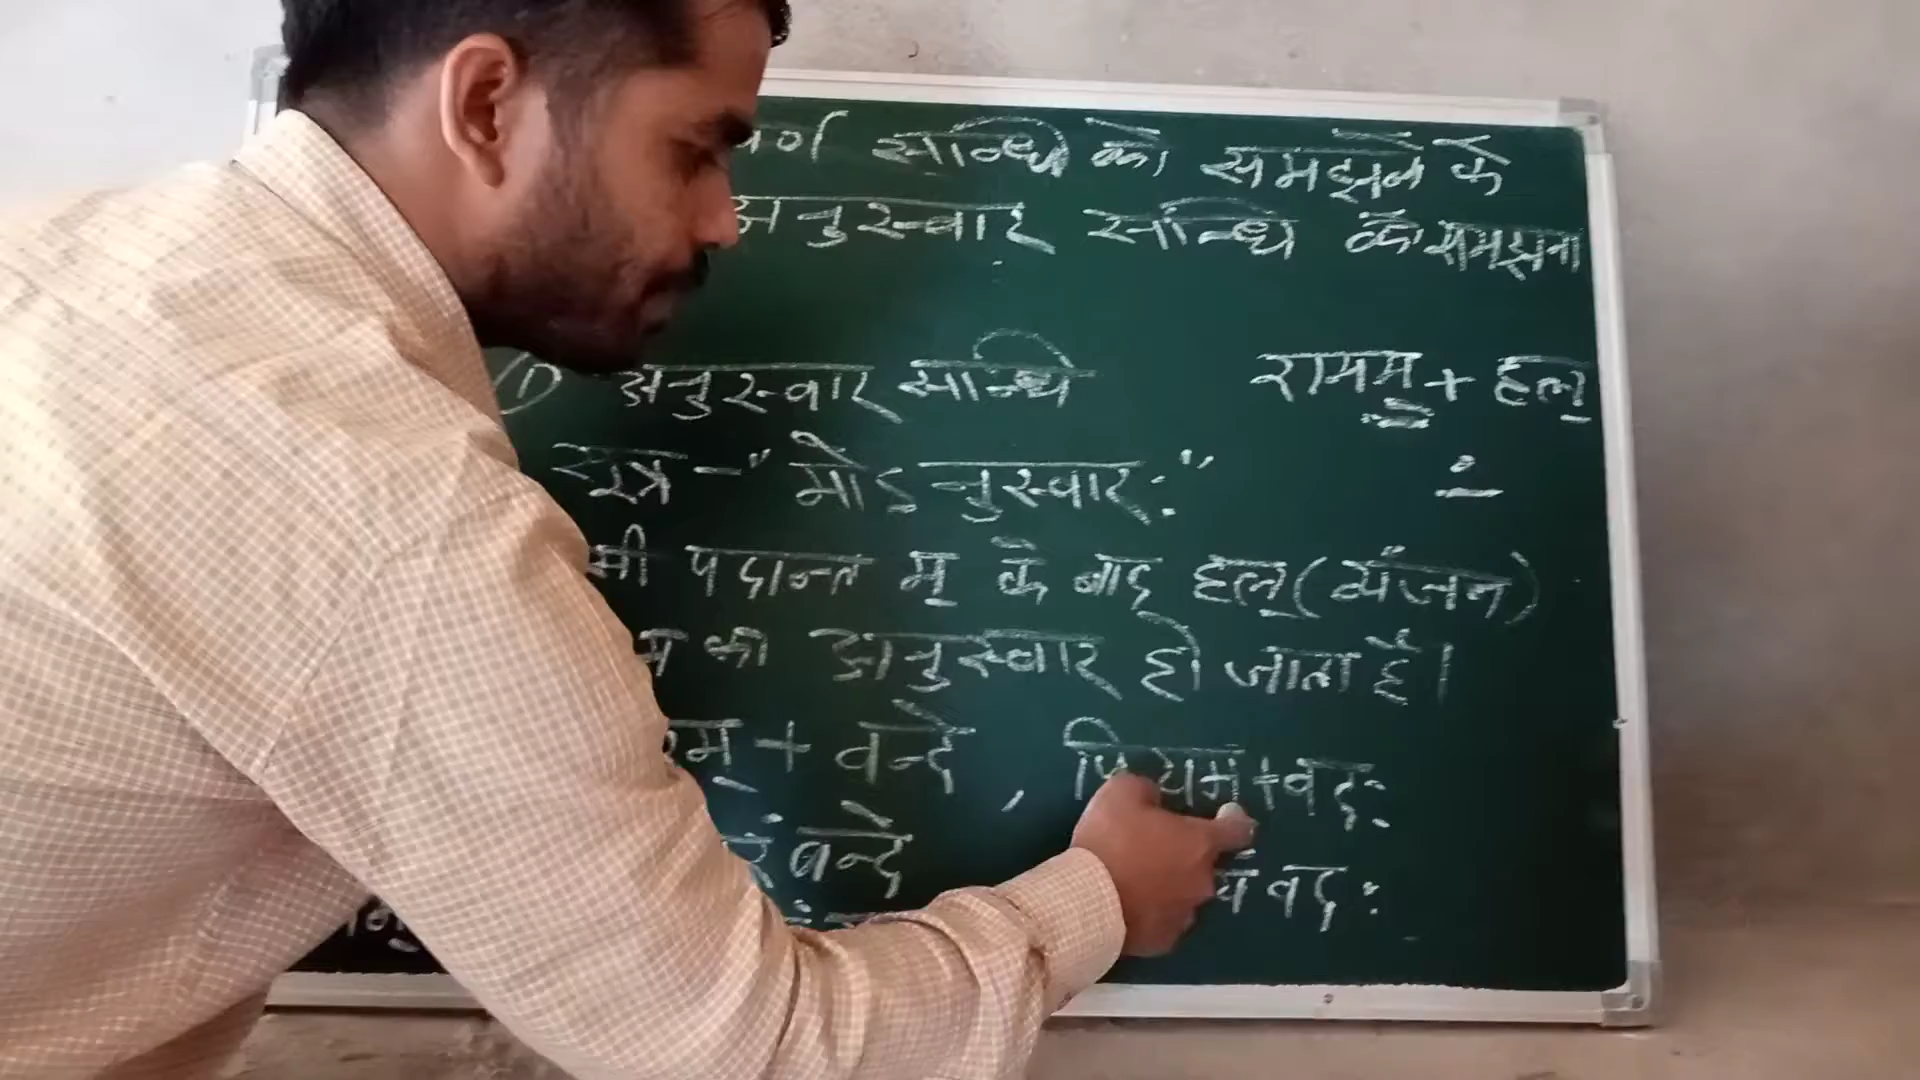 सन्धि को समझने के
अनुस्वार सन्धि को समझना
① अनुस्वार सन्धि रामम् + हल्
सूत्र - "मोऽनुस्वारः" ं
पदान्त म् के बाद हल् (व्यंजन)
म को अनुस्वार हो जाता है।
+ वन्दे , प्रियम् + वदः
वन्दे वदः